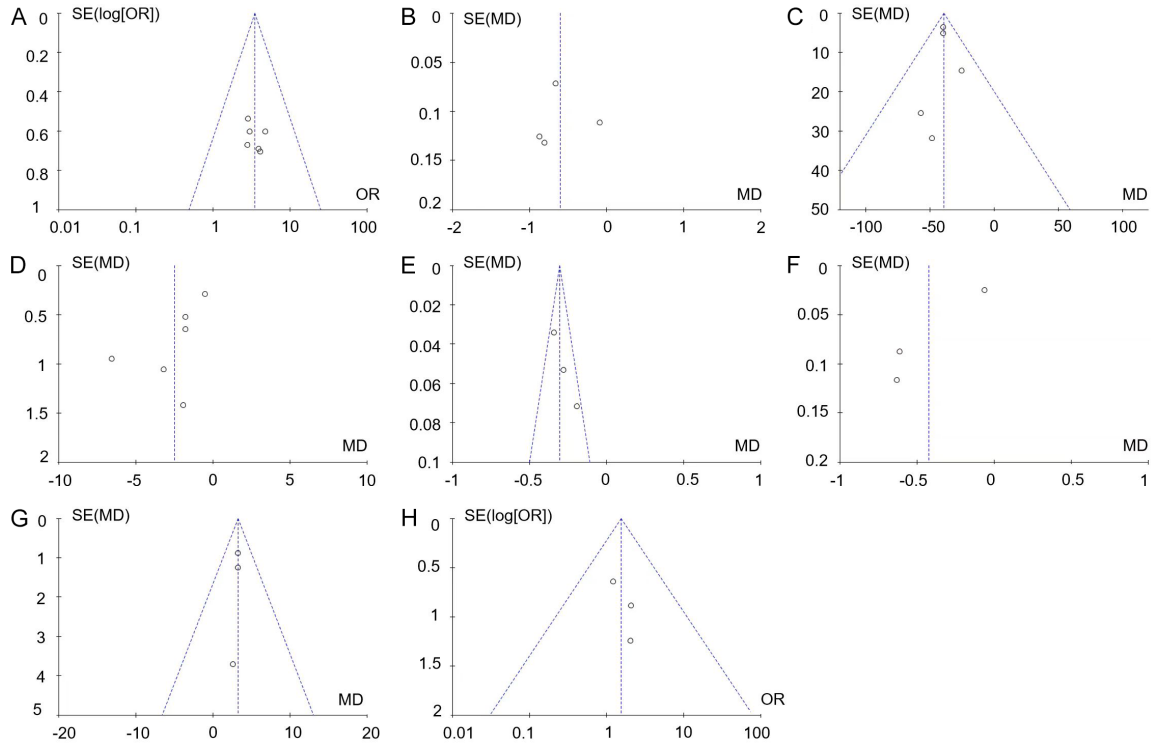 A SE(log[OR])
0
0.2
0.4
0.6
0.8
1
OR
0.01 0.1 1 10 100
B SE(MD)
0
0.05
0.1
0.15
0.2
MD
-2 -1 0 1 2
C SE(MD)
0
10
20
30
40
50
MD
-100 -50 0 50 100
D SE(MD)
0
0.5
1
1.5
2
MD
-10 -5 0 5 10
E SE(MD)
0
0.02
0.04
0.06
0.08
0.1
MD
-1 -0.5 0 0.5 1
F SE(MD)
0
0.05
0.1
0.15
0.2
MD
-1 -0.5 0 0.5 1
G SE(MD)
0
1
2
3
4
5
MD
-20 -10 0 10 20
H SE(log[OR])
0
0.5
1
1.5
2
OR
0.01 0.1 1 10 100